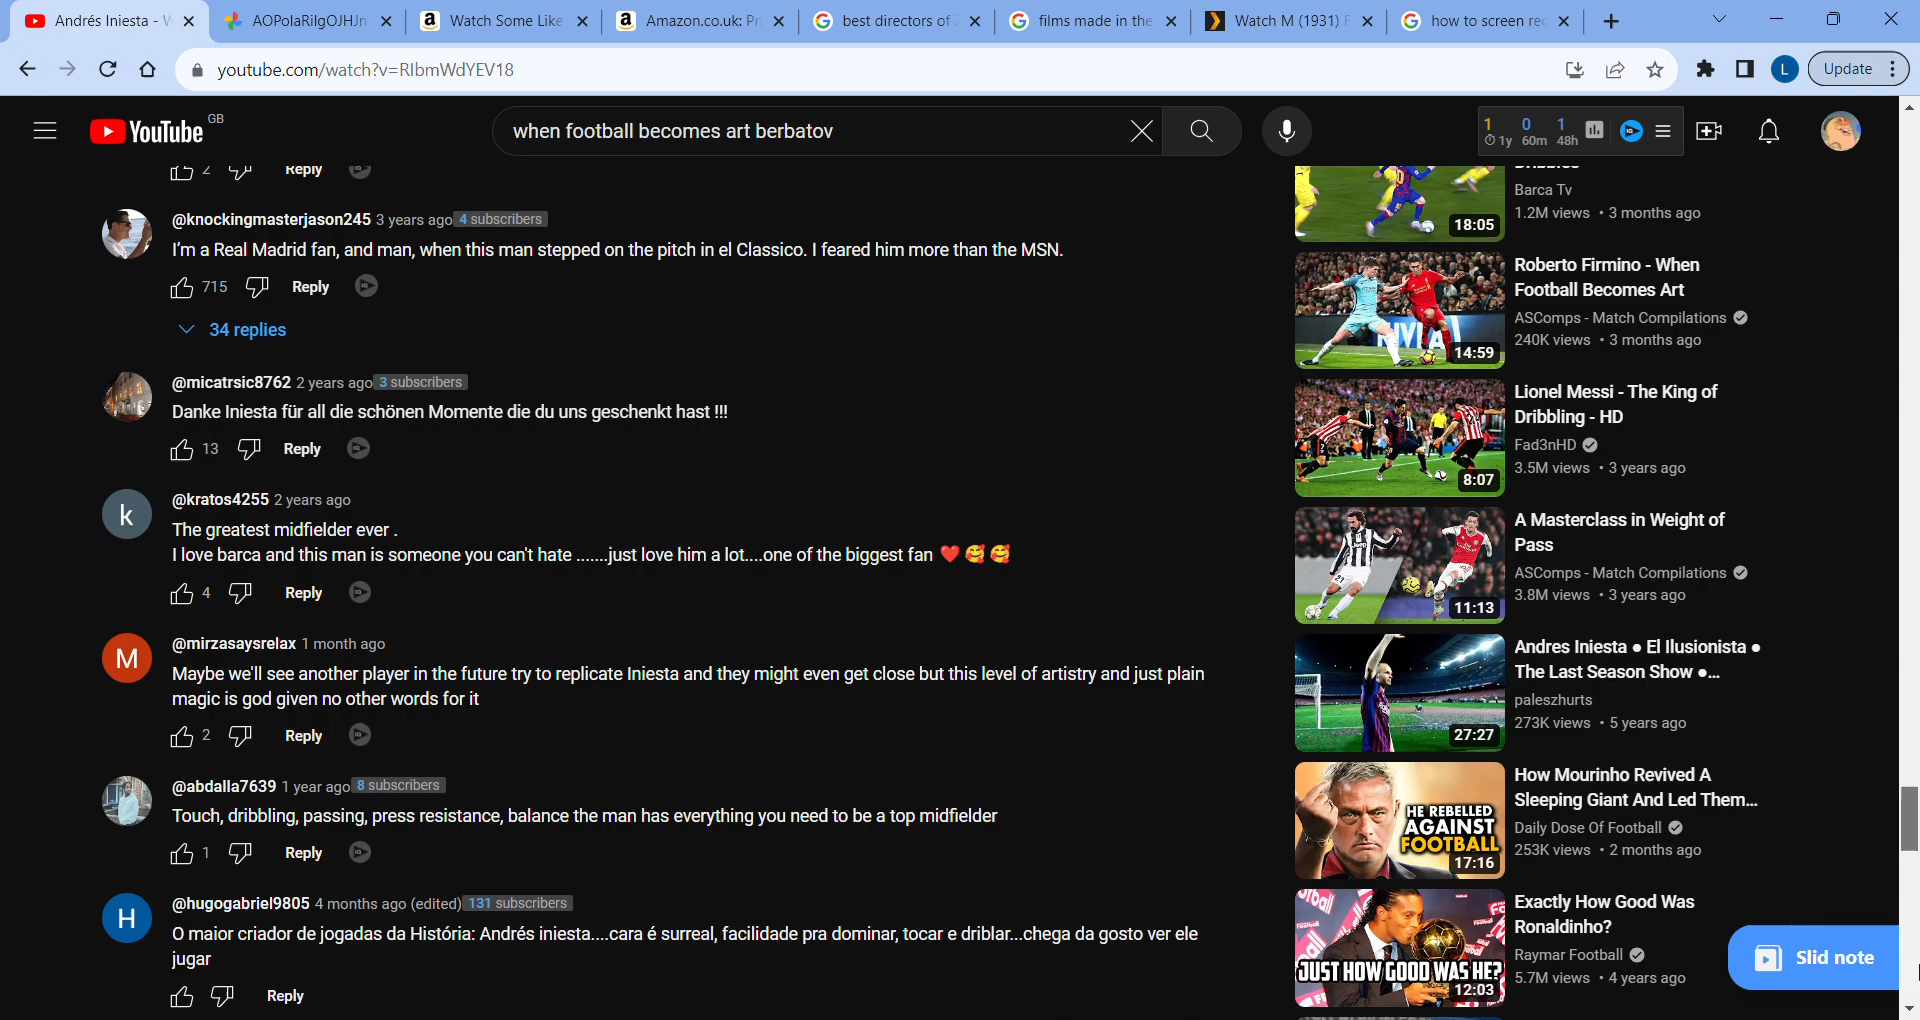 Andrés Iniesta - W
AOPolaRilgOJHJn
Watch Some Like
Amazon.co.uk: Pr
best directors of 2
films made in the
Watch M (1931) F
how to screen rec
youtube.com/watch?v=RIbmWdYEV18
L
Update
YouTube GB
when football becomes art berbatov
1 0 1
1y 60m 48h
2 Reply
@knockingmasterjason245 3 years ago 4 subscribers
I'm a Real Madrid fan, and man, when this man stepped on the pitch in el Classico. I feared him more than the MSN.
715 Reply
34 replies
@micatrsic8762 2 years ago 3 subscribers
Danke Iniesta für all die schönen Momente die du uns geschenkt hast !!!
13 Reply
k
@kratos4255 2 years ago
The greatest midfielder ever .
I love barca and this man is someone you can't hate .......just love him a lot....one of the biggest fan ❤️ 🥰 🥰
4 Reply
M
@mirzasaysrelax 1 month ago
Maybe we'll see another player in the future try to replicate Iniesta and they might even get close but this level of artistry and just plain
magic is god given no other words for it
2 Reply
@abdalla7639 1 year ago 8 subscribers
Touch, dribbling, passing, press resistance, balance the man has everything you need to be a top midfielder
1 Reply
H
@hugogabriel9805 4 months ago (edited) 131 subscribers
O maior criador de jogadas da História: Andrés iniesta....cara é surreal, facilidade pra dominar, tocar e driblar...chega da gosto ver ele
jugar
Reply
Barca Tv
1.2M views • 3 months ago
18:05
Roberto Firmino - When
Football Becomes Art
ASComps - Match Compilations
240K views • 3 months ago
14:59
Lionel Messi - The King of
Dribbling - HD
Fad3nHD
3.5M views • 3 years ago
8:07
A Masterclass in Weight of
Pass
ASComps - Match Compilations
3.8M views • 3 years ago
11:13
Andres Iniesta ● El Ilusionista ●
The Last Season Show ●...
paleszhurts
273K views • 5 years ago
27:27
How Mourinho Revived A
Sleeping Giant And Led Them...
Daily Dose Of Football
253K views • 2 months ago
HE REBELLED
AGAINST
FOOTBALL
17:16
Exactly How Good Was
Ronaldinho?
Raymar Football
5.7M views • 4 years ago
JUST HOW GOOD WAS HE?
12:03
Slid note